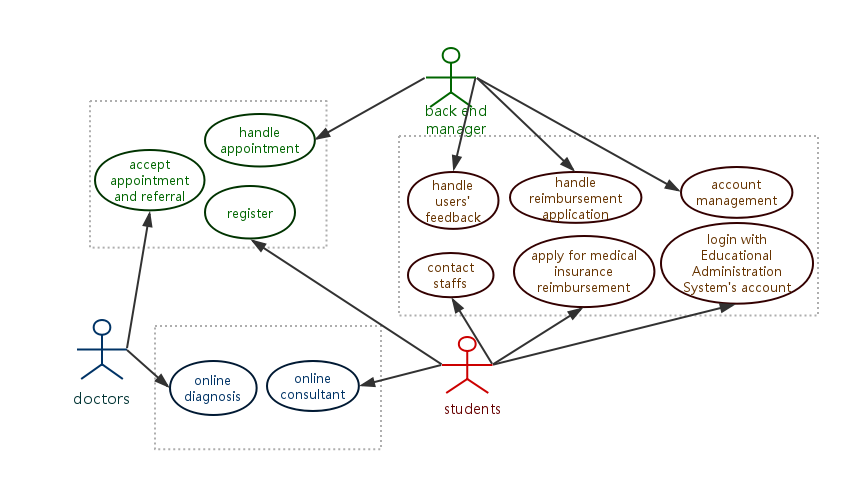 back end
manager
handle
appointment
accept
appointment
and referral
register
handle
users'
feedback
handle
reimbursement
application
account
management
contact
staffs
apply for medical
insurance
reimbursement
login with
Educational
Administration
System's account
doctors
online
diagnosis
online
consultant
students